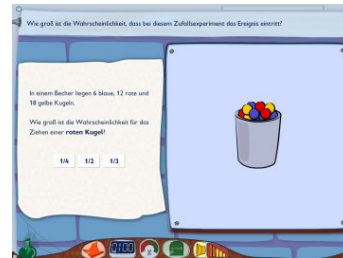 Wie groß ist die Wahrscheinlichkeit, dass bei diesem Zufallsexperiment das Ereignis eintritt?
In einem Becher liegen 6 blaue, 12 rote und
18 gelbe Kugeln.
Wie groß ist die Wahrscheinlichkeit für das
Ziehen einer roten Kugel?
1/4 1/2 1/3
0100